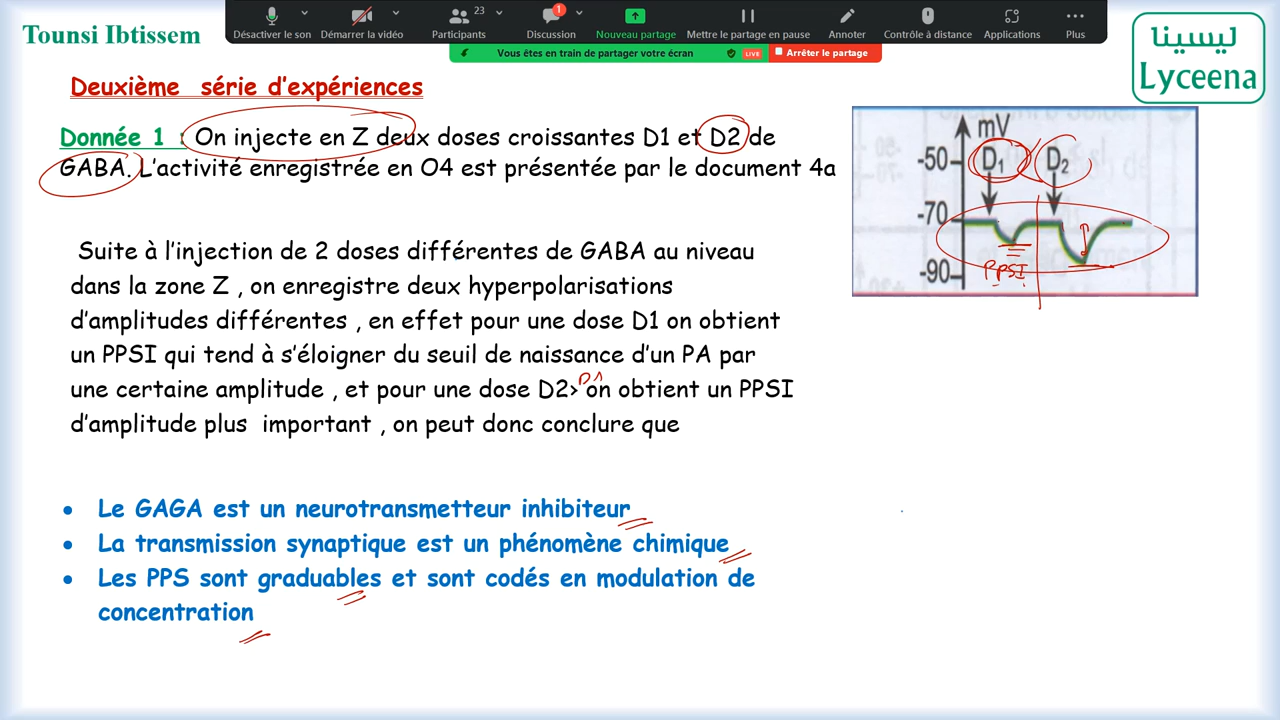 Tounsi Ibtissem
23
1
Désactiver le son
Démarrer la vidéo
Participants
Discussion
Nouveau partage
Mettre le partage en pause
Annoter
Contrôle à distance
Applications
Plus
Vous êtes en train de partager votre écran
LIVE
Arrêter le partage
ليسينا
Lyceena
Deuxième série d’expériences
Donnée 1 : On injecte en Z deux doses croissantes D1 et D2 de
GABA. L’activité enregistrée en O4 est présentée par le document 4a
mV
-50
D1
D2
-70
-90
PPSI
Suite à l’injection de 2 doses différentes de GABA au niveau
dans la zone Z , on enregistre deux hyperpolarisations
d’amplitudes différentes , en effet pour une dose D1 on obtient
un PPSI qui tend à s’éloigner du seuil de naissance d’un PA par
D1
une certaine amplitude , et pour une dose D2> on obtient un PPSI
d’amplitude plus important , on peut donc conclure que
• Le GAGA est un neurotransmetteur inhibiteur
• La transmission synaptique est un phénomène chimique
• Les PPS sont graduables et sont codés en modulation de
concentration